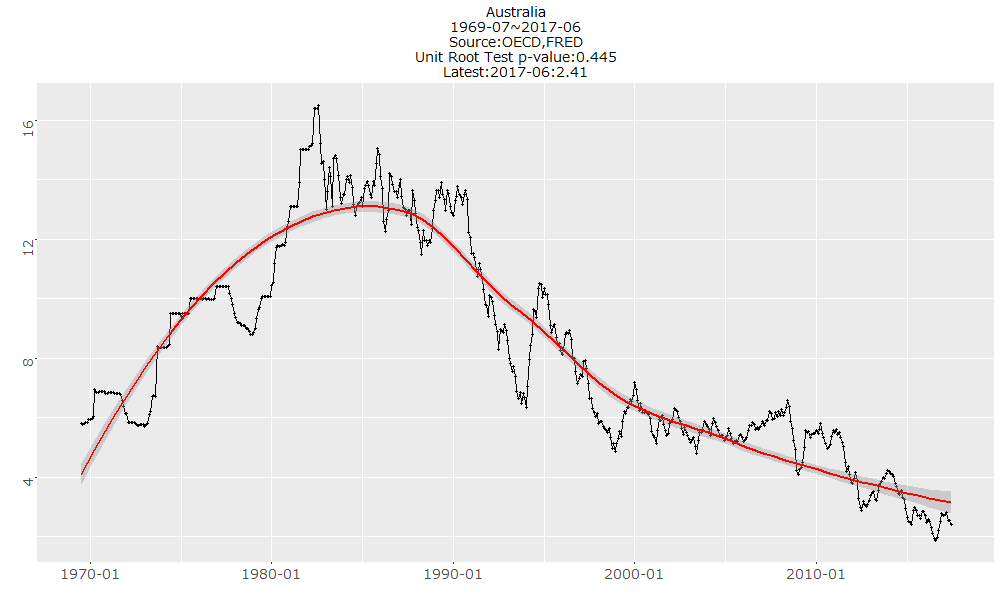 Australia
1969-07~2017-06
Source:OECD,FRED
Unit Root Test p-value:0.445
Latest:2017-06:2.41
16
12
8
4
1970-01 1980-01 1990-01 2000-01 2010-01